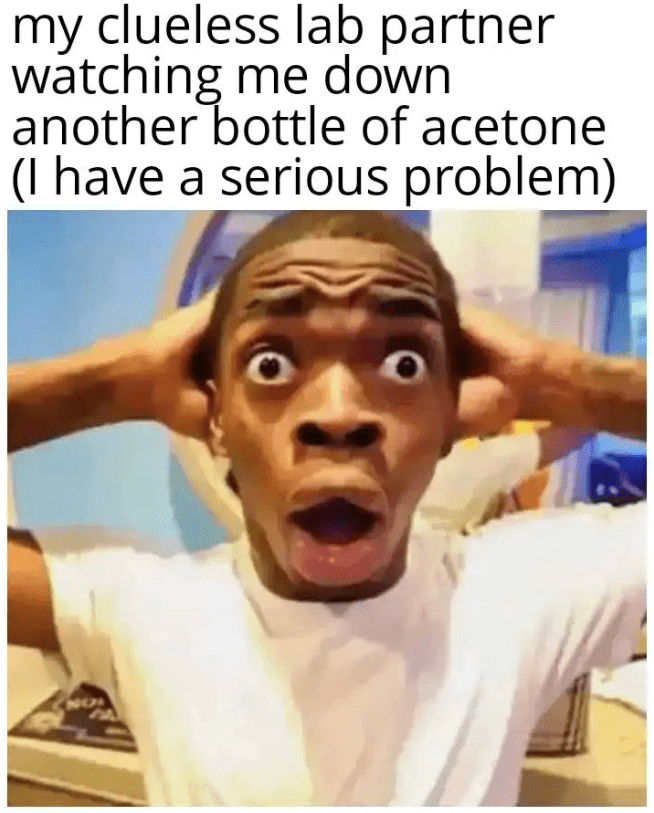 my clueless lab partner
watching me down
another bottle of acetone
(I have a serious problem)